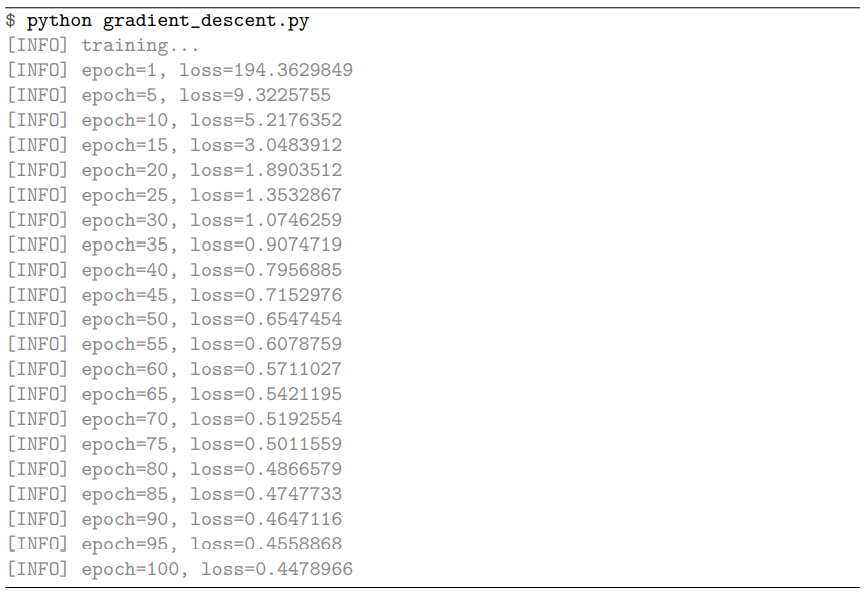 $ python gradient_descent.py
[INFO] training...
[INFO] epoch=1, loss=194.3629849
[INFO] epoch=5, loss=9.3225755
[INFO] epoch=10, loss=5.2176352
[INFO] epoch=15, loss=3.0483912
[INFO] epoch=20, loss=1.8903512
[INFO] epoch=25, loss=1.3532867
[INFO] epoch=30, loss=1.0746259
[INFO] epoch=35, loss=0.9074719
[INFO] epoch=40, loss=0.7956885
[INFO] epoch=45, loss=0.7152976
[INFO] epoch=50, loss=0.6547454
[INFO] epoch=55, loss=0.6078759
[INFO] epoch=60, loss=0.5711027
[INFO] epoch=65, loss=0.5421195
[INFO] epoch=70, loss=0.5192554
[INFO] epoch=75, loss=0.5011559
[INFO] epoch=80, loss=0.4866579
[INFO] epoch=85, loss=0.4747733
[INFO] epoch=90, loss=0.4647116
[INFO] epoch=95, loss=0.4558868
[INFO] epoch=100, loss=0.4478966